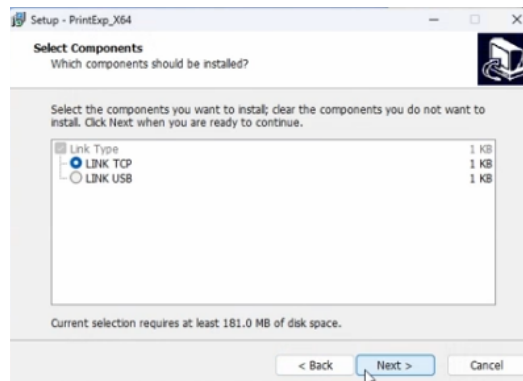 Setup - PrintExp_X64
Select Components
Which components should be installed?
Select the components you want to install; clear the components you do not want to
install. Click Next when you are ready to continue.
Link Type 1 KB
LINK TCP 1 KB
LINK USB 1 KB
Current selection requires at least 181.0 MB of disk space.
< Back Next > Cancel